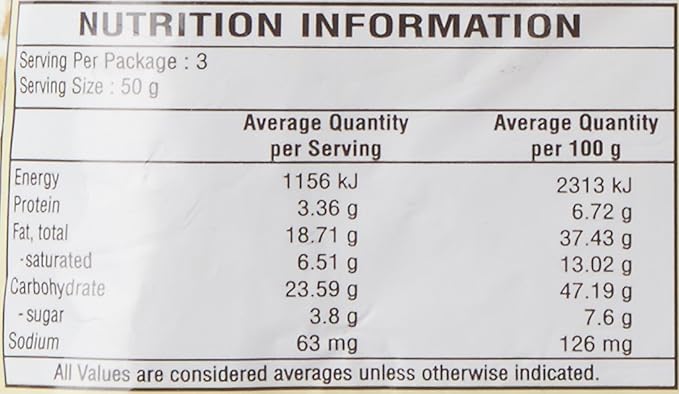 NUTRITION INFORMATION
Serving Per Package : 3
Serving Size : 50 g
Average Quantity per Serving Average Quantity per 100 g
Energy 1156 kJ 2313 kJ
Protein 3.36 g 6.72 g
Fat, total 18.71 g 37.43 g
-saturated 6.51 g 13.02 g
Carbohydrate 23.59 g 47.19 g
- sugar 3.8 g 7.6 g
Sodium 63 mg 126 mg
All Values are considered averages unless otherwise indicated.